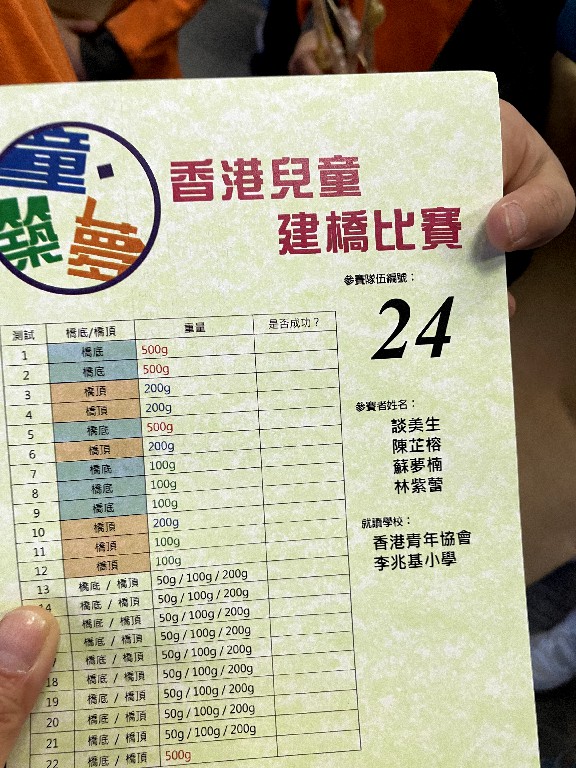 童·
築夢
香港兒童
建橋比賽
參賽隊伍編號：
24
參賽者姓名：
談美生
陳芷榕
蘇夢楠
林紫蕾
就讀學校：
香港青年協會
李兆基小學
測試 橋底/橋頂 重量 是否成功？
1 橋底 500g
2 橋底 500g
3 橋頂 200g
4 橋頂 200g
5 橋底 500g
6 橋頂 200g
7 橋底 100g
8 橋底 100g
9 橋底 100g
10 橋頂 200g
11 橋頂 100g
12 橋頂 100g
13 橋底 / 橋頂 50g / 100g / 200g
14 橋底 / 橋頂 50g / 100g / 200g
橋底 / 橋頂 50g / 100g / 200g
橋底 / 橋頂 50g / 100g / 200g
橋底 / 橋頂 50g / 100g / 200g
18 橋底 / 橋頂 50g / 100g / 200g
19 橋底 / 橋頂 50g / 100g / 200g
20 橋底 / 橋頂 50g / 100g / 200g
21 橋底 / 橋頂 50g / 100g / 200g
22 橋底 / 橋頂 500g